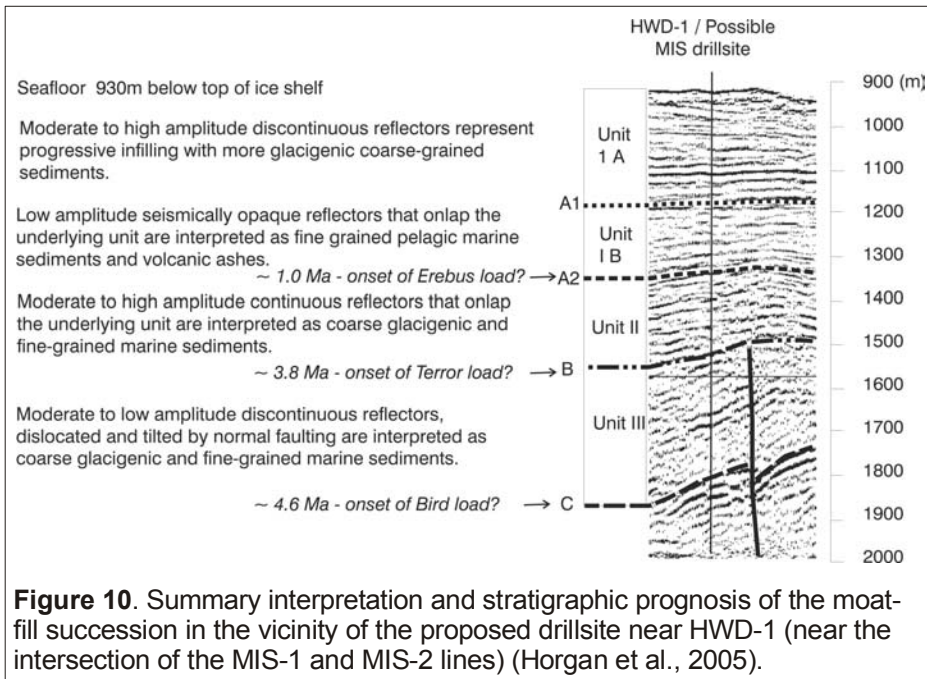 HWD-1 / Possible
MIS drillsite
Seafloor 930m below top of ice shelf
Moderate to high amplitude discontinuous reflectors represent
progressive infilling with more glacigenic coarse-grained
sediments.
Low amplitude seismically opaque reflectors that onlap the
underlying unit are interpreted as fine grained pelagic marine
sediments and volcanic ashes.
~ 1.0 Ma - onset of Erebus load?
Moderate to high amplitude continuous reflectors that onlap
the underlying unit are interpreted as coarse glacigenic and
fine-grained marine sediments.
~ 3.8 Ma - onset of Terror load?
Moderate to low amplitude discontinuous reflectors,
dislocated and tilted by normal faulting are interpreted as
coarse glacigenic and fine-grained marine sediments.
~ 4.6 Ma - onset of Bird load?
Unit
1 A
A1
Unit
I B
A2
Unit II
B
Unit III
C
900 (m)
1000
1100
1200
1300
1400
1500
1600
1700
1800
1900
2000
Figure 10. Summary interpretation and stratigraphic prognosis of the moat-
fill succession in the vicinity of the proposed drillsite near HWD-1 (near the
intersection of the MIS-1 and MIS-2 lines) (Horgan et al., 2005).